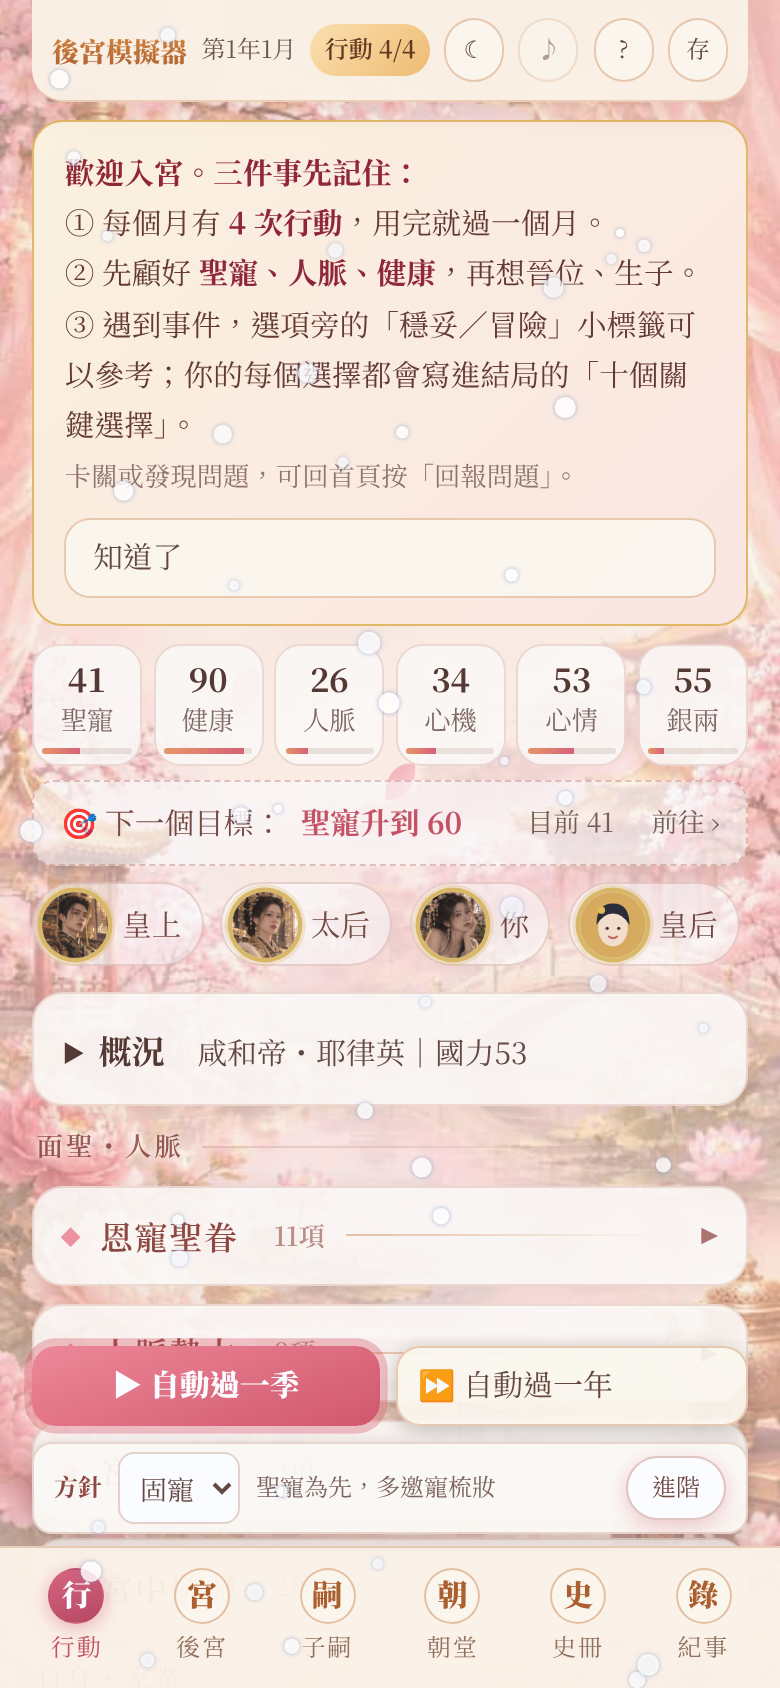 後宮模擬器 第1年1月 行動 4/4 ☾ ♪ ? 存
歡迎入宮。三件事先記住：
① 每個月有 4 次行動，用完就過一個月。
② 先顧好 聖寵、人脈、健康，再想晉位、生子。
③ 遇到事件，選項旁的「穩妥／冒險」小標籤可
以參考；你的每個選擇都會寫進結局的「十個關
鍵選擇」。
卡關或發現問題，可回首頁按「回報問題」。
知道了
41 90 26 34 53 55
聖寵 健康 人脈 心機 心情 銀兩
🎯 下一個目標： 聖寵升到 60 目前 41 前往 ›
皇上 太后 你 皇后
▶ 概況 咸和帝・耶律英｜國力53
面聖・人脈
◆ 恩寵聖眷 11項 ▶
▶ 自動過一季 ⏩ 自動過一年
方針 固寵 聖寵為先，多邀寵梳妝 進階
行 宮 嗣 朝 史 錄
行動 後宮 子嗣 朝堂 史冊 紀事